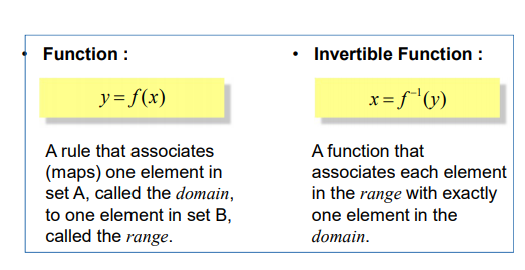 • Function :
y = f(x)
A rule that associates
(maps) one element in
set A, called the domain,
to one element in set B,
called the range.
• Invertible Function :
x = f⁻¹(y)
A function that
associates each element
in the range with exactly
one element in the
domain.